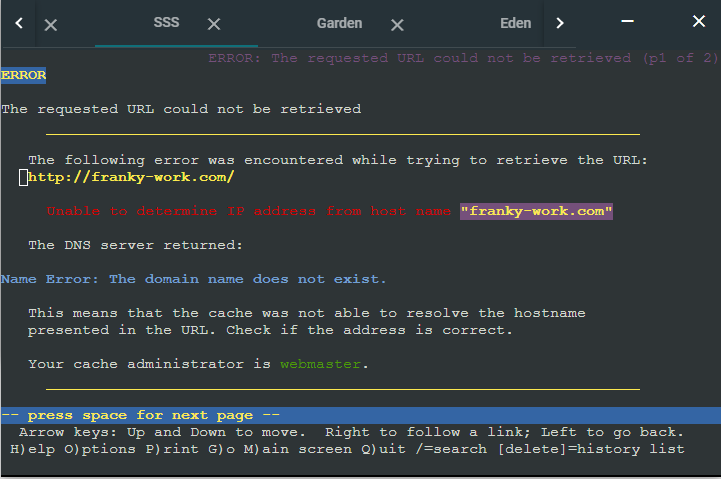 SSS Garden Eden
ERROR: The requested URL could not be retrieved (p1 of 2)
ERROR
The requested URL could not be retrieved
The following error was encountered while trying to retrieve the URL:
http://franky-work.com/
Unable to determine IP address from host name "franky-work.com"
The DNS server returned:
Name Error: The domain name does not exist.
This means that the cache was not able to resolve the hostname
presented in the URL. Check if the address is correct.
Your cache administrator is webmaster.
-- press space for next page --
Arrow keys: Up and Down to move.  Right to follow a link; Left to go back.
H)elp O)ptions P)rint G)o M)ain screen Q)uit /=search [delete]=history list